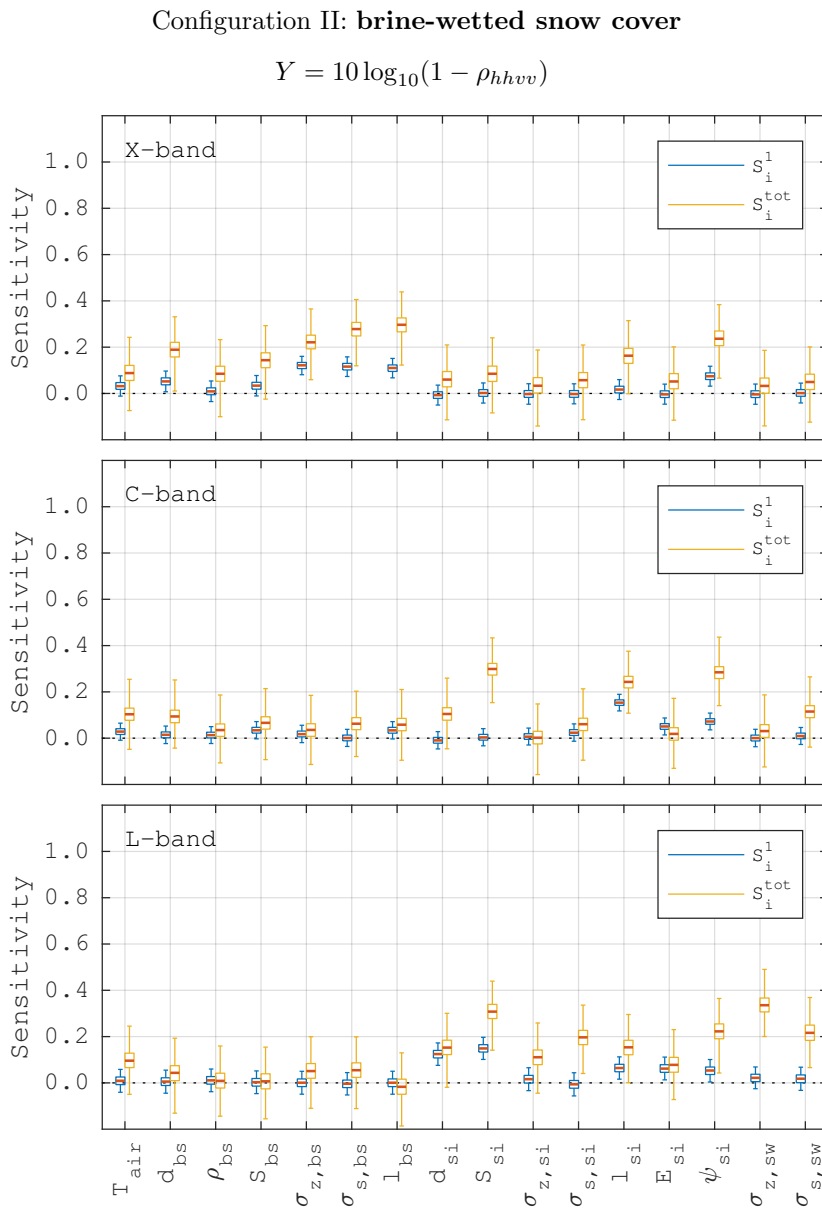 Configuration II: brine-wetted snow cover
Y = 10 log₁₀(1 − ρₕₕᵥᵥ)
X-band
S_i^1
S_i^tot
1.0
0.8
0.6
0.4
0.2
0.0
Sensitivity
C-band
S_i^1
S_i^tot
1.0
0.8
0.6
0.4
0.2
0.0
Sensitivity
L-band
S_i^1
S_i^tot
1.0
0.8
0.6
0.4
0.2
0.0
Sensitivity
T_air
d_bs
ρ_bs
S_bs
σ_z,bs
σ_s,bs
l_bs
d_si
S_si
σ_z,si
σ_s,si
l_si
E_si
ψ_si
σ_z,sw
σ_s,sw